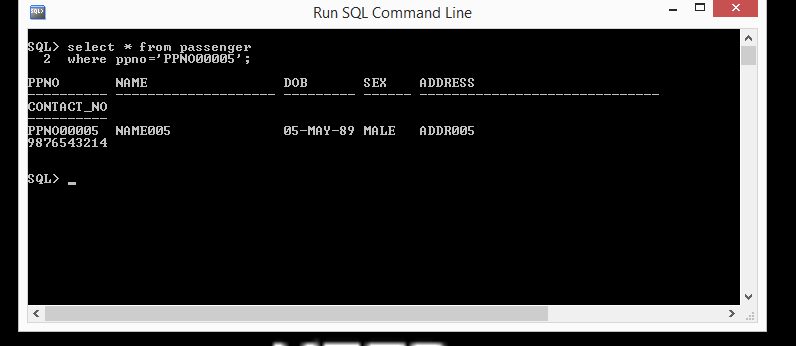 Run SQL Command Line
SQL> select * from passenger
2 where ppno='PPNO00005';
PPNO NAME DOB SEX ADDRESS
---------- -------------------- --------- ------ ------------------------------
CONTACT_NO
----------
PPNO00005 NAME005 05-MAY-89 MALE ADDR005
9876543214
SQL> _